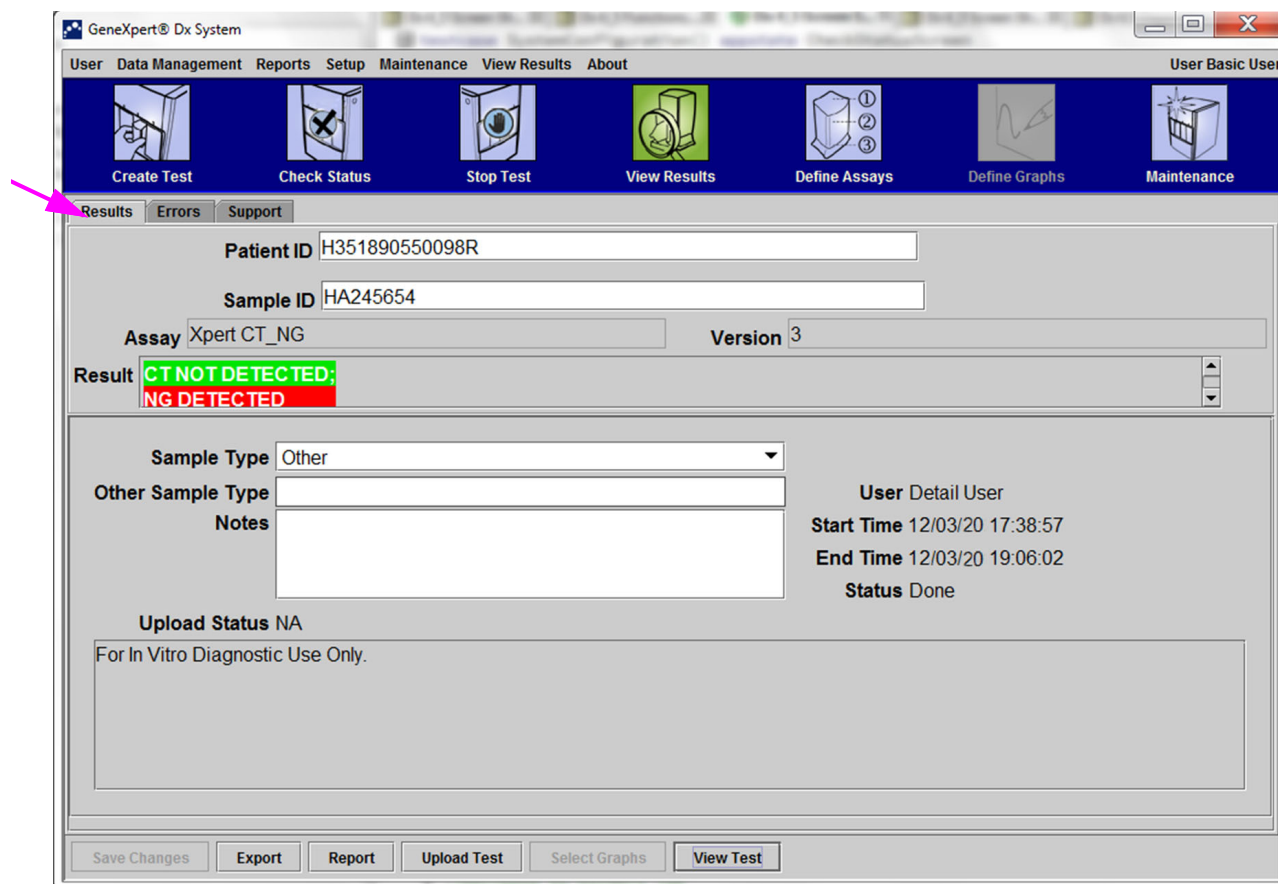 GeneXpert® Dx System
User Data Management Reports Setup Maintenance View Results About User Basic User
① ② ③
Create Test Check Status Stop Test View Results Define Assays Define Graphs Maintenance
Results Errors Support
Patient ID H351890550098R
Sample ID HA245654
Assay Xpert CT_NG Version 3
Result CT NOT DETECTED;
NG DETECTED
Sample Type Other
Other Sample Type User Detail User
Notes Start Time 12/03/20 17:38:57
End Time 12/03/20 19:06:02
Status Done
Upload Status NA
For In Vitro Diagnostic Use Only.
Save Changes Export Report Upload Test Select Graphs View Test